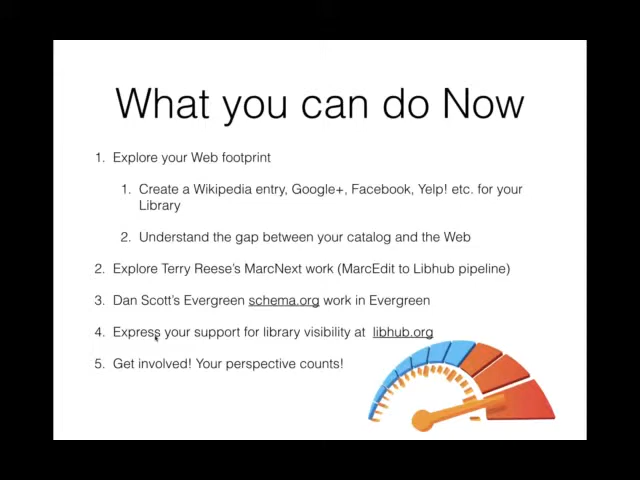 What you can do Now
1. Explore your Web footprint
1. Create a Wikipedia entry, Google+, Facebook, Yelp! etc. for your
Library
2. Understand the gap between your catalog and the Web
2. Explore Terry Reese's MarcNext work (MarcEdit to Libhub pipeline)
3. Dan Scott's Evergreen schema.org work in Evergreen
4. Express your support for library visibility at libhub.org
5. Get involved! Your perspective counts!